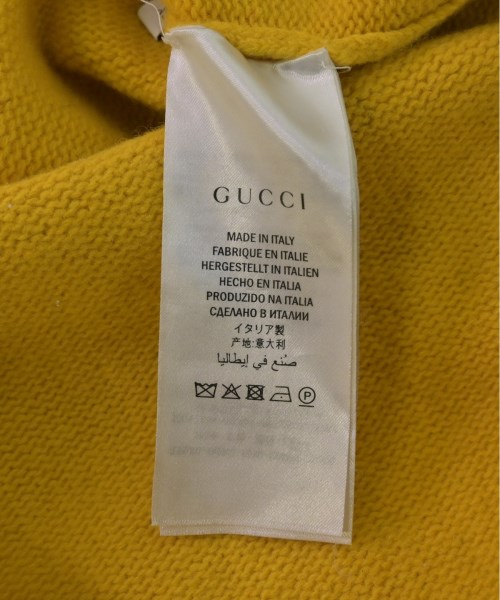 GUCCI
MADE IN ITALY
FABRIQUE EN ITALIE
HERGESTELLT IN ITALIEN
HECHO EN ITALIA
PRODUZIDO NA ITALIA
СДЕЛАНО В ИТАЛИИ
イタリア製
产地:意大利
صُنع في إيطاليا
P